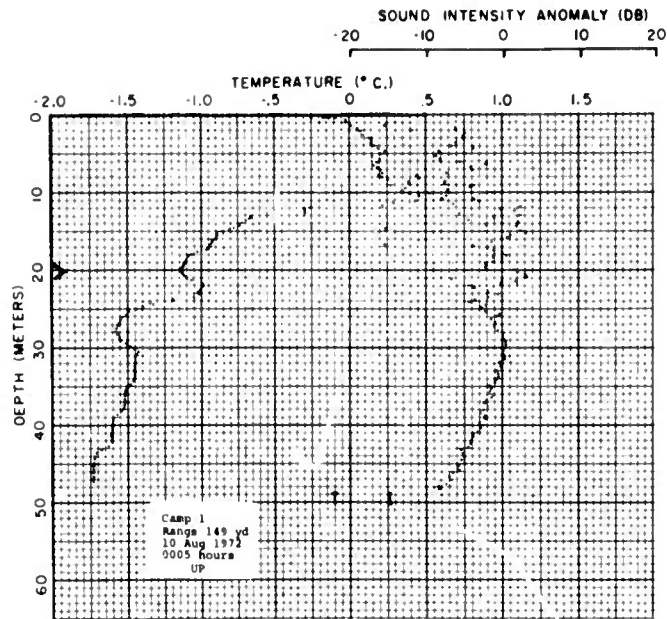 SOUND INTENSITY ANOMALY (DB)
-20 -10 0 10 20
TEMPERATURE (°C.)
-2.0 -1.5 -1.0 -.5 0 .5 1.0 1.5
0
10
20
30
40
50
60
DEPTH (METERS)
Camp 1
Range 149 yd
10 Aug 1972
0005 hours
UP